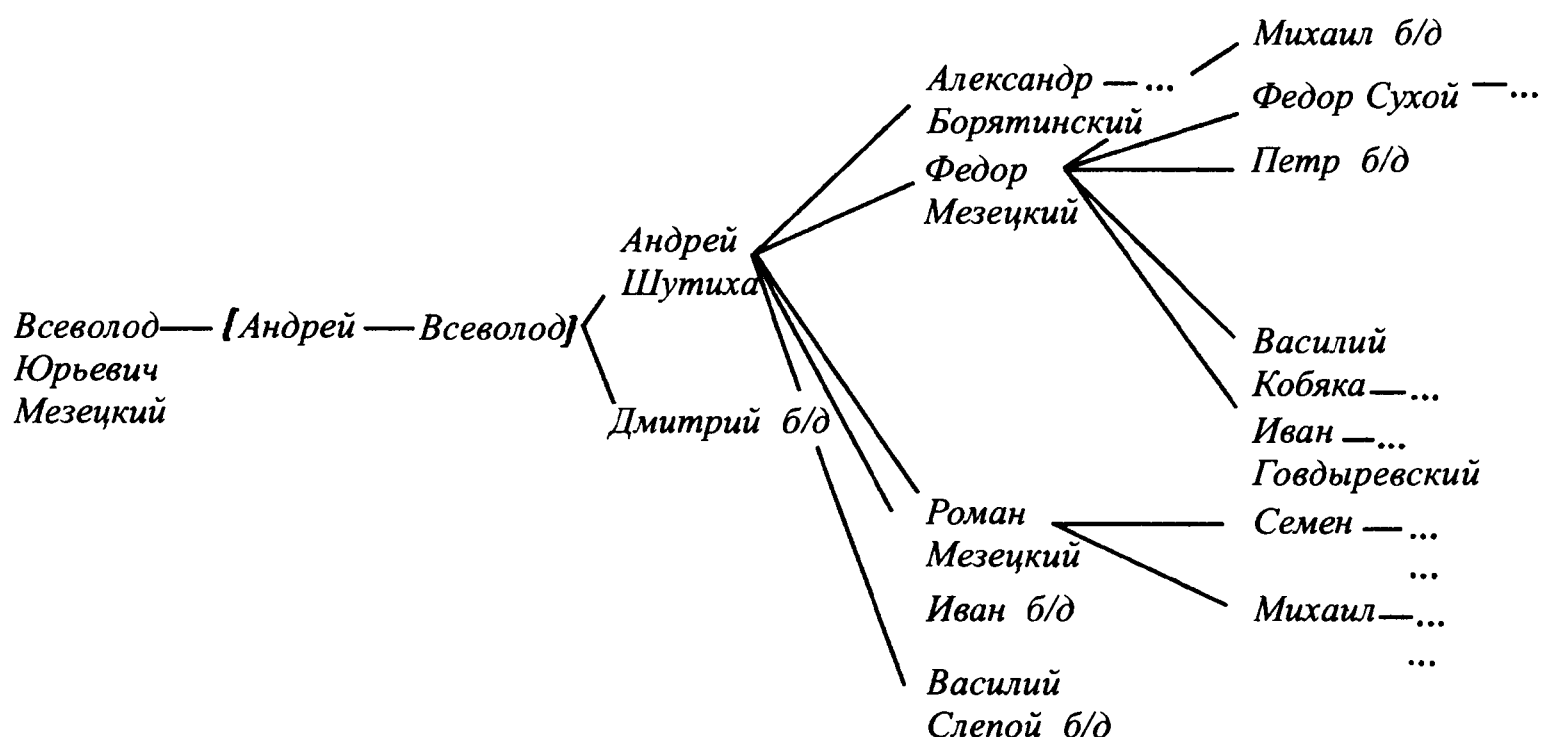 Всеволод — [Андрей — Всеволод]
Юрьевич
Мезецкий
Андрей
Шутиха
Дмитрий б/д
Александр — ...
Борятинский
Федор
Мезецкий
Роман
Мезецкий
Иван б/д
Василий
Слепой б/д
Михаил б/д
Федор Сухой — ...
Петр б/д
Василий
Кобяка — ...
Иван — ...
Говдыревский
Семен — ...
...
Михаил — ...
...